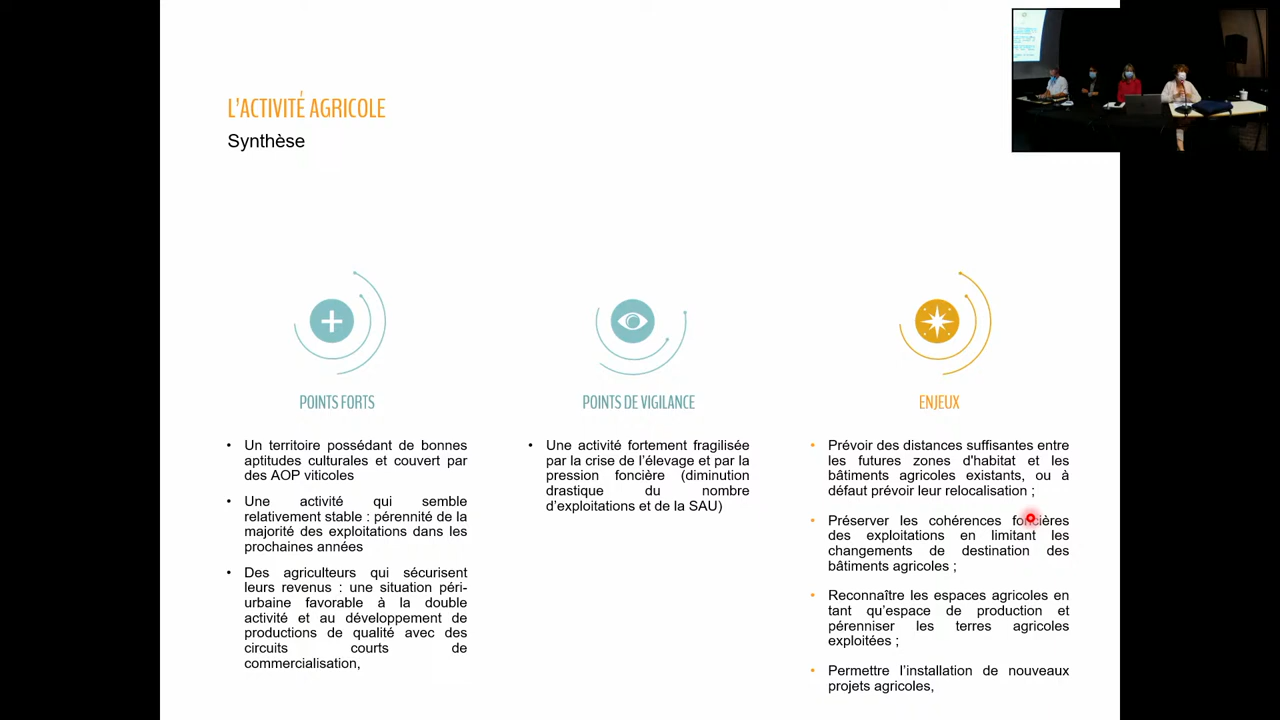 L'ACTIVITÉ AGRICOLE
Synthèse
POINTS FORTS
• Un territoire possédant de bonnes
aptitudes culturales et couvert par
des AOP viticoles
• Une activité qui semble
relativement stable : pérennité de la
majorité des exploitations dans les
prochaines années
• Des agriculteurs qui sécurisent
leurs revenus : une situation péri-
urbaine favorable à la double
activité et au développement de
productions de qualité avec des
circuits courts de
commercialisation,
POINTS DE VIGILANCE
• Une activité fortement fragilisée
par la crise de l'élevage et par la
pression foncière (diminution
drastique du nombre
d'exploitations et de la SAU)
ENJEUX
• Prévoir des distances suffisantes entre
les futures zones d'habitat et les
bâtiments agricoles existants, ou à
défaut prévoir leur relocalisation ;
• Préserver les cohérences foncières
des exploitations en limitant les
changements de destination des
bâtiments agricoles ;
• Reconnaître les espaces agricoles en
tant qu'espace de production et
pérenniser les terres agricoles
exploitées ;
• Permettre l'installation de nouveaux
projets agricoles,